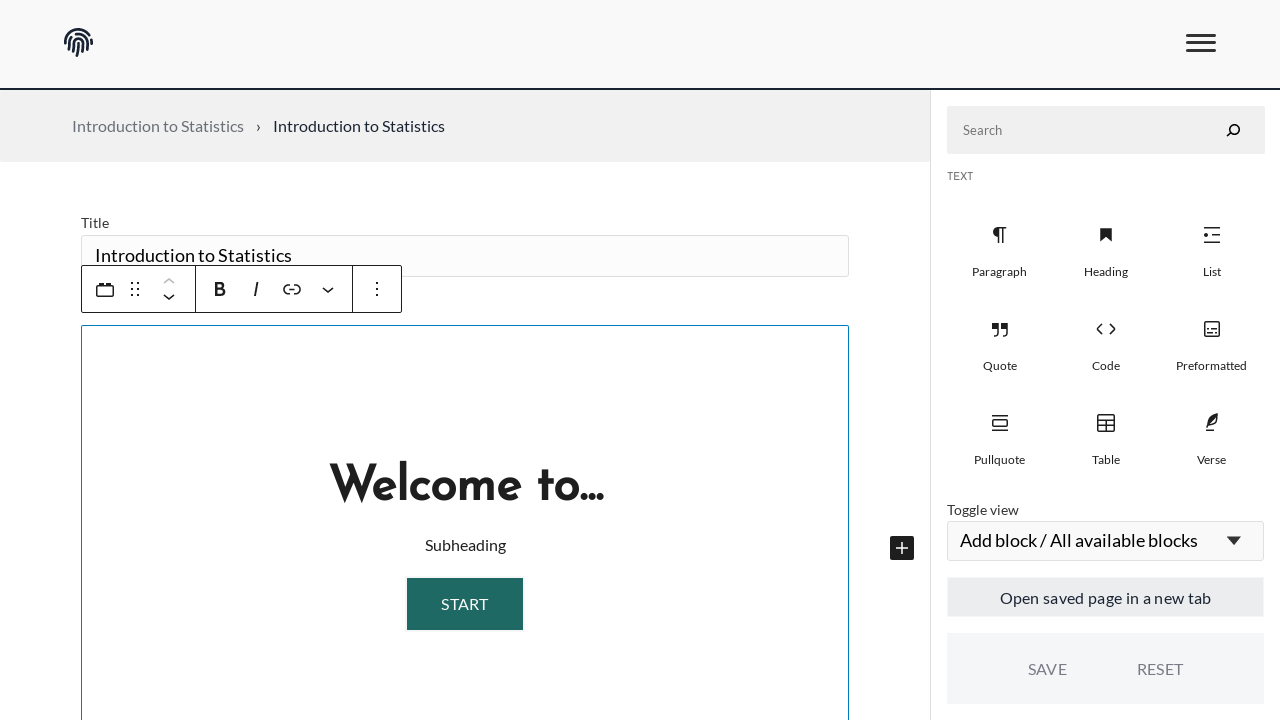 Introduction to Statistics › Introduction to Statistics
Search
TEXT
Title
Introduction to Statistics
Paragraph
Heading
List
Quote
Code
Preformatted
Pullquote
Table
Verse
Welcome to...
Subheading
START
Toggle view
Add block / All available blocks
Open saved page in a new tab
SAVE
RESET